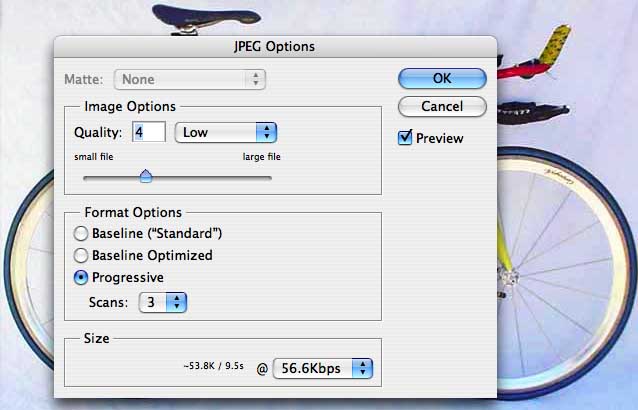 JPEG Options
Matte: None
OK
Image Options
Cancel
Quality: 4 Low
Preview
small file large file
Format Options
Baseline (“Standard”)
Baseline Optimized
Progressive
Scans: 3
Size
~53.8K / 9.5s @ 56.6Kbps